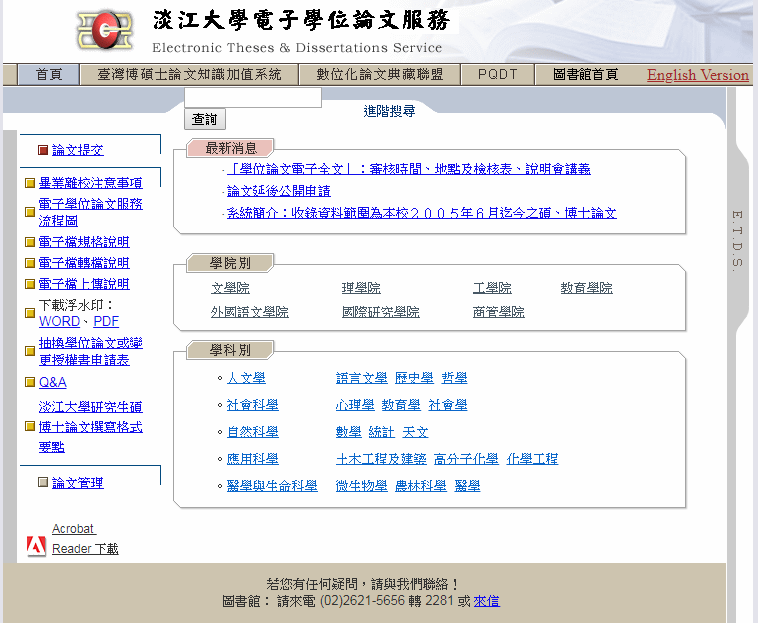 淡江大學電子學位論文服務
Electronic Theses & Dissertations Service
首頁 臺灣博碩士論文知識加值系統 數位化論文典藏聯盟 PQDT 圖書館首頁 English Version
查詢 進階搜尋
論文提交
畢業離校注意事項
電子學位論文服務
流程圖
電子檔規格說明
電子檔轉檔說明
電子檔上傳說明
下載浮水印：
WORD、PDF
抽換學位論文或變
更授權書申請表
Q&A
淡江大學研究生碩
博士論文撰寫格式
要點
論文管理
Acrobat
Reader 下載
最新消息
·「學位論文電子全文」：審核時間、地點及檢核表、說明會講義
·論文延後公開申請
·系統簡介：收錄資料範圍為本校２００５年６月迄今之碩、博士論文
學院別
文學院 理學院 工學院 教育學院
外國語文學院 國際研究學院 商管學院
學科別
人文學 語言文學 歷史學 哲學
社會科學 心理學 教育學 社會學
自然科學 數學 統計 天文
應用科學 土木工程及建築 高分子化學 化學工程
醫學與生命科學 微生物學 農林科學 醫學
E.T.D.S.
若您有任何疑問，請與我們聯絡！
圖書館： 請來電 (02)2621-5656 轉 2281 或 來信